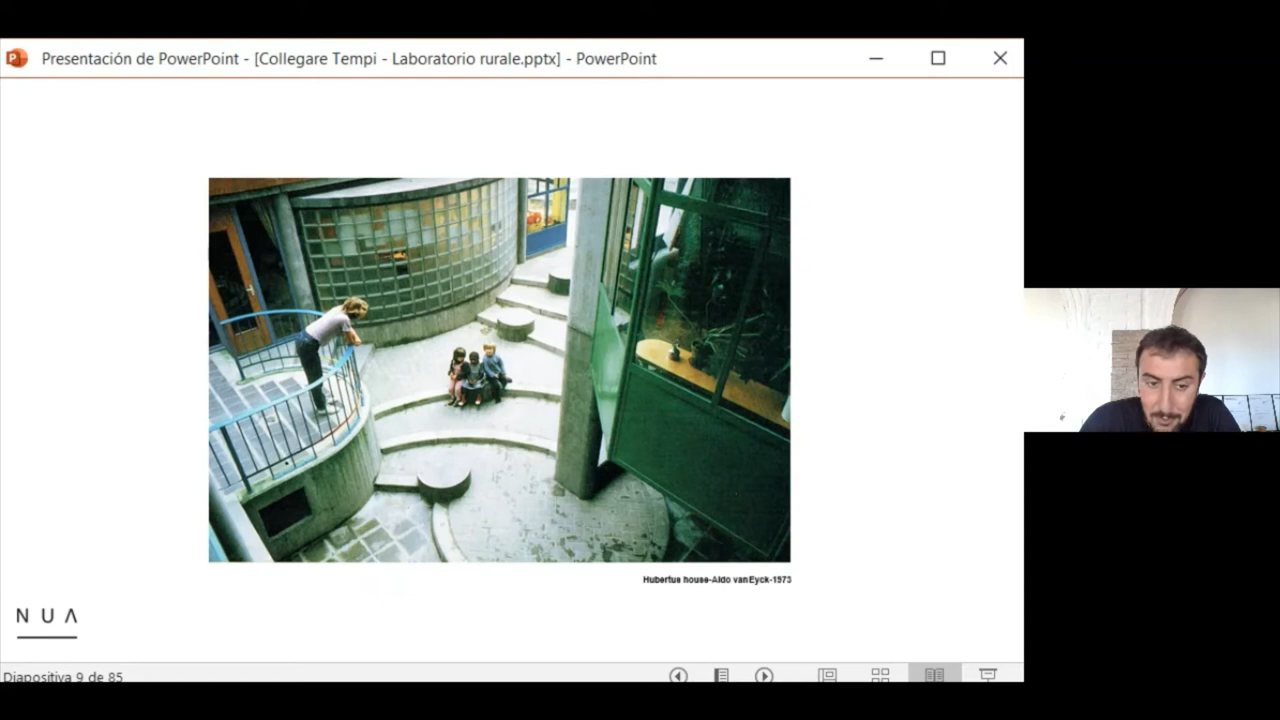 Presentación de PowerPoint - [Collegare Tempi - Laboratorio rurale.pptx] - PowerPoint
Hubertus house-Aldo van Eyck-1973
N U Λ
Diapositiva 9 de 85